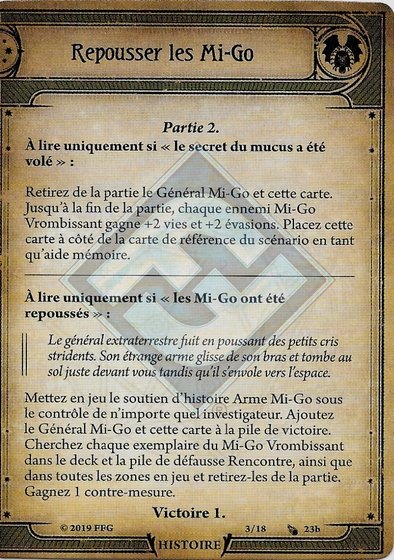 Repousser les Mi-Go
Partie 2.
À lire uniquement si « le secret du mucus a été
volé » :
Retirez de la partie le Général Mi-Go et cette carte.
Jusqu'à la fin de la partie, chaque ennemi Mi-Go
Vrombissant gagne +2 vies et +2 évasions. Placez cette
carte à côté de la carte de référence du scénario en tant
qu'aide mémoire.
À lire uniquement si « les Mi-Go ont été
repoussés » :
Le général extraterrestre fuit en poussant des petits cris
stridents. Son étrange arme glisse de son bras et tombe au
sol juste devant vous tandis qu'il s'envole vers l'espace.
Mettez en jeu le soutien d'histoire Arme Mi-Go sous
le contrôle de n'importe quel investigateur. Ajoutez
le Général Mi-Go et cette carte à la pile de victoire.
Cherchez chaque exemplaire du Mi-Go Vrombissant
dans le deck et la pile de défausse Rencontre, ainsi que
dans toutes les zones en jeu et retirez-les de la partie.
Gagnez 1 contre-mesure.
Victoire 1.
© 2019 FFG 3/18 23b
HISTOIRE